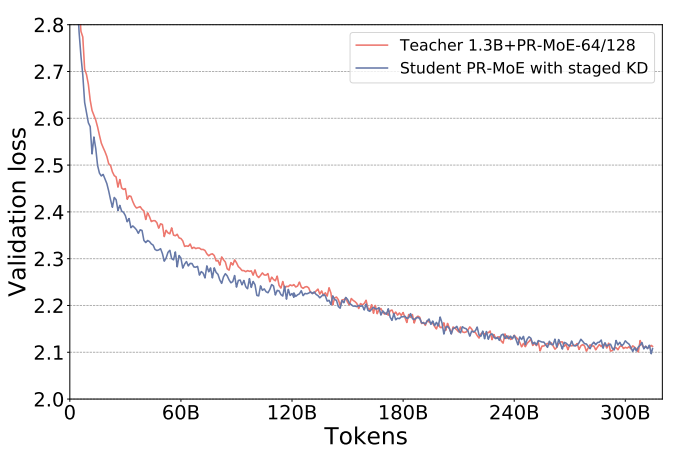 Teacher 1.3B+PR-MoE-64/128
Student PR-MoE with staged KD
Validation loss
2.8
2.7
2.6
2.5
2.4
2.3
2.2
2.1
2.0
0 60B 120B 180B 240B 300B
Tokens